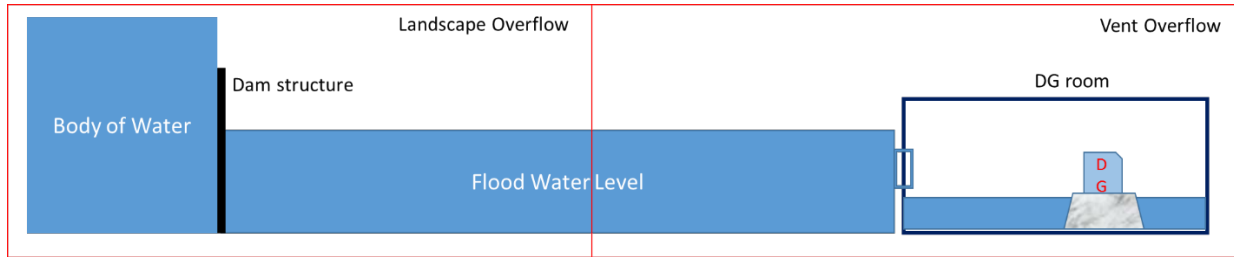 Landscape Overflow
Vent Overflow
Dam structure
DG room
Body of Water
Flood Water Level
D
G